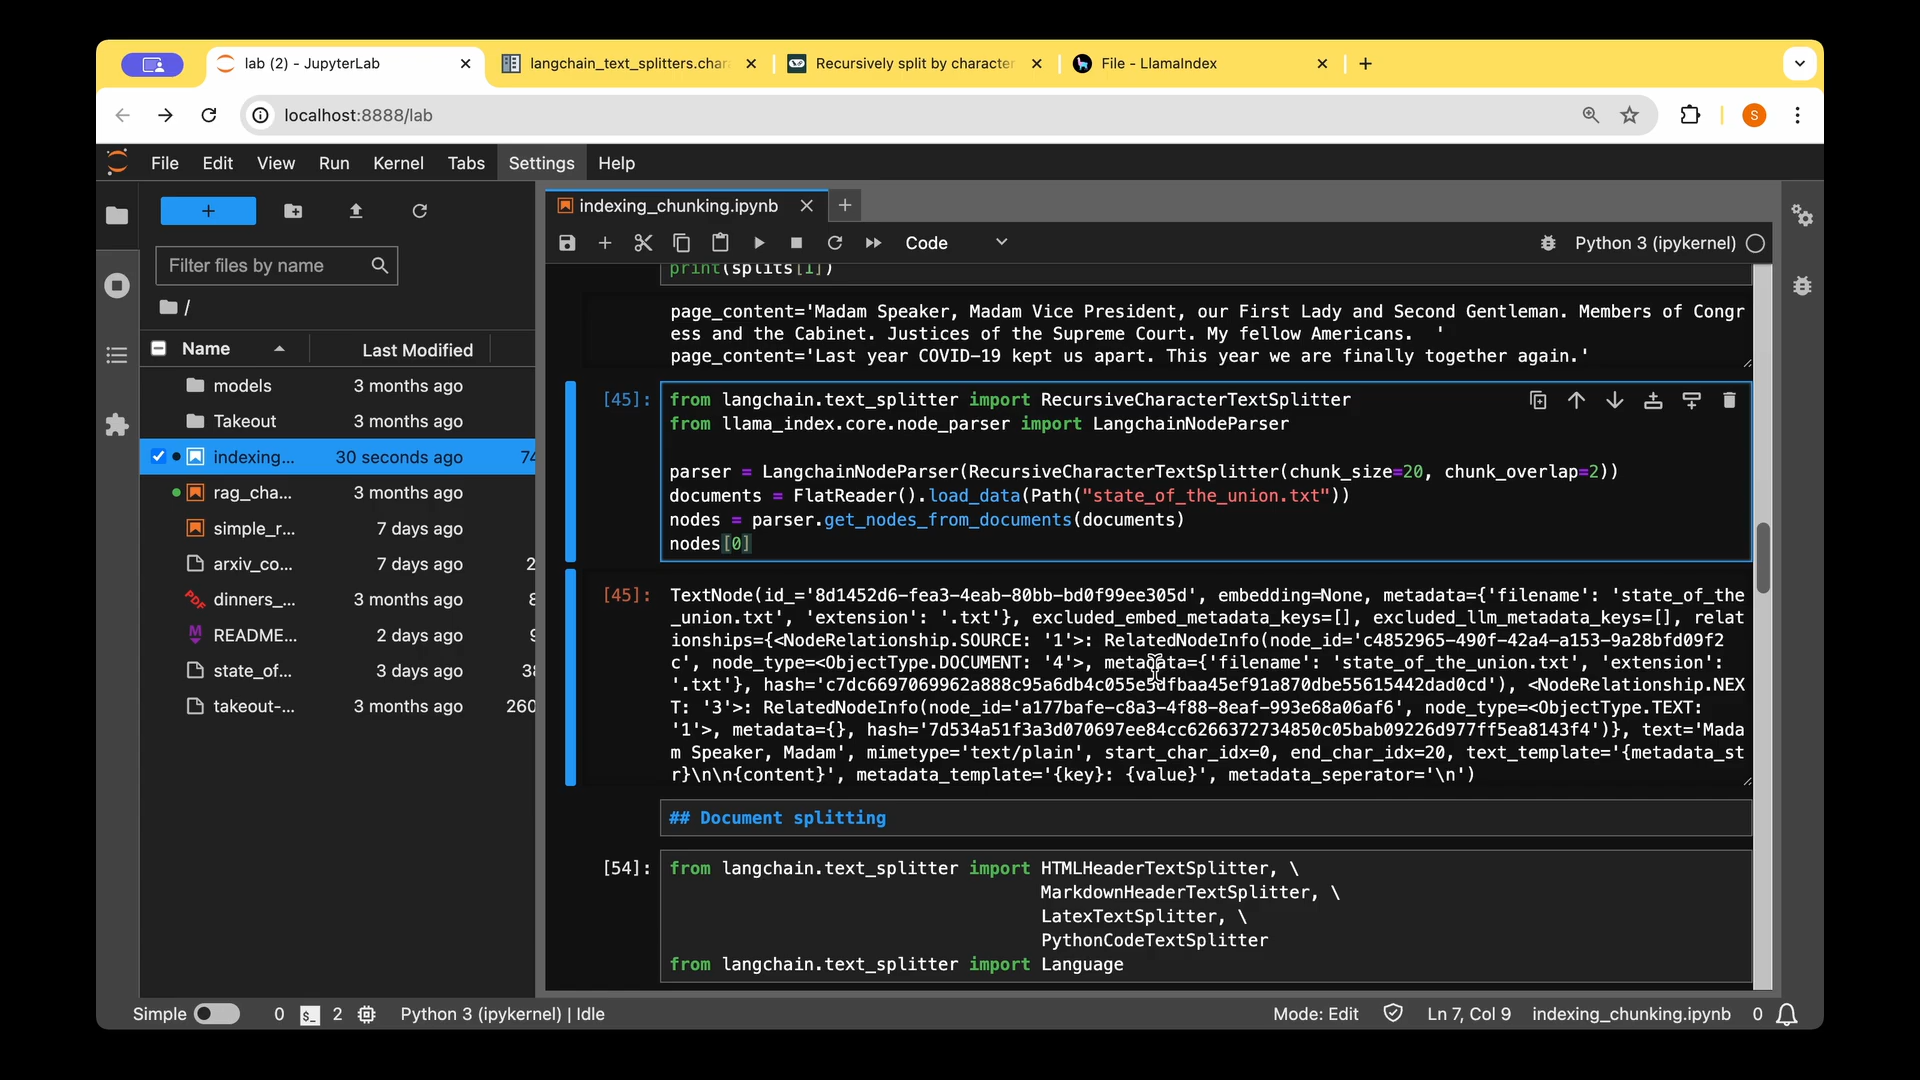 lab (2) - JupyterLab
langchain_text_splitters.char
Recursively split by character
File - LlamaIndex
localhost:8888/lab
S
File Edit View Run Kernel Tabs Settings Help
Filter files by name
/
Name Last Modified
models 3 months ago
Takeout 3 months ago
indexing... 30 seconds ago 74
rag_cha... 3 months ago
simple_r... 7 days ago
arxiv_co... 7 days ago 2
dinners_... 3 months ago
README... 2 days ago
state_of... 3 days ago 38
takeout-... 3 months ago 260
indexing_chunking.ipynb
Code
Python 3 (ipykernel)
print(splits[1])
page_content='Madam Speaker, Madam Vice President, our First Lady and Second Gentleman. Members of Congr
ess and the Cabinet. Justices of the Supreme Court. My fellow Americans.  '
page_content='Last year COVID-19 kept us apart. This year we are finally together again.'
[45]:
from langchain.text_splitter import RecursiveCharacterTextSplitter
from llama_index.core.node_parser import LangchainNodeParser
parser = LangchainNodeParser(RecursiveCharacterTextSplitter(chunk_size=20, chunk_overlap=2))
documents = FlatReader().load_data(Path("state_of_the_union.txt"))
nodes = parser.get_nodes_from_documents(documents)
nodes[0]
[45]:
TextNode(id_='8d1452d6-fea3-4eab-80bb-bd0f99ee305d', embedding=None, metadata={'filename': 'state_of_the
_union.txt', 'extension': '.txt'}, excluded_embed_metadata_keys=[], excluded_llm_metadata_keys=[], relat
ionships={<NodeRelationship.SOURCE: '1'>: RelatedNodeInfo(node_id='c4852965-490f-42a4-a153-9a28bfd09f2
c', node_type=<ObjectType.DOCUMENT: '4'>, metadata={'filename': 'state_of_the_union.txt', 'extension':
'.txt'}, hash='c7dc6697069962a888c95a6db4c055e5dfbaa45ef91a870dbe55615442dad0cd'), <NodeRelationship.NEX
T: '3'>: RelatedNodeInfo(node_id='a177bafe-c8a3-4f88-8eaf-993e68a06af6', node_type=<ObjectType.TEXT:
'1'>, metadata={}, hash='7d534a51f3a3d070697ee84cc6266372734850c05bab09226d977ff5ea8143f4')}, text='Mada
m Speaker, Madam', mimetype='text/plain', start_char_idx=0, end_char_idx=20, text_template='{metadata_st
r}\n\n{content}', metadata_template='{key}: {value}', metadata_seperator='\n')
## Document splitting
[54]:
from langchain.text_splitter import HTMLHeaderTextSplitter, \
MarkdownHeaderTextSplitter, \
LatexTextSplitter, \
PythonCodeTextSplitter
from langchain.text_splitter import Language
Simple 0 $_ 2 Python 3 (ipykernel) | Idle
Mode: Edit Ln 7, Col 9 indexing_chunking.ipynb 0